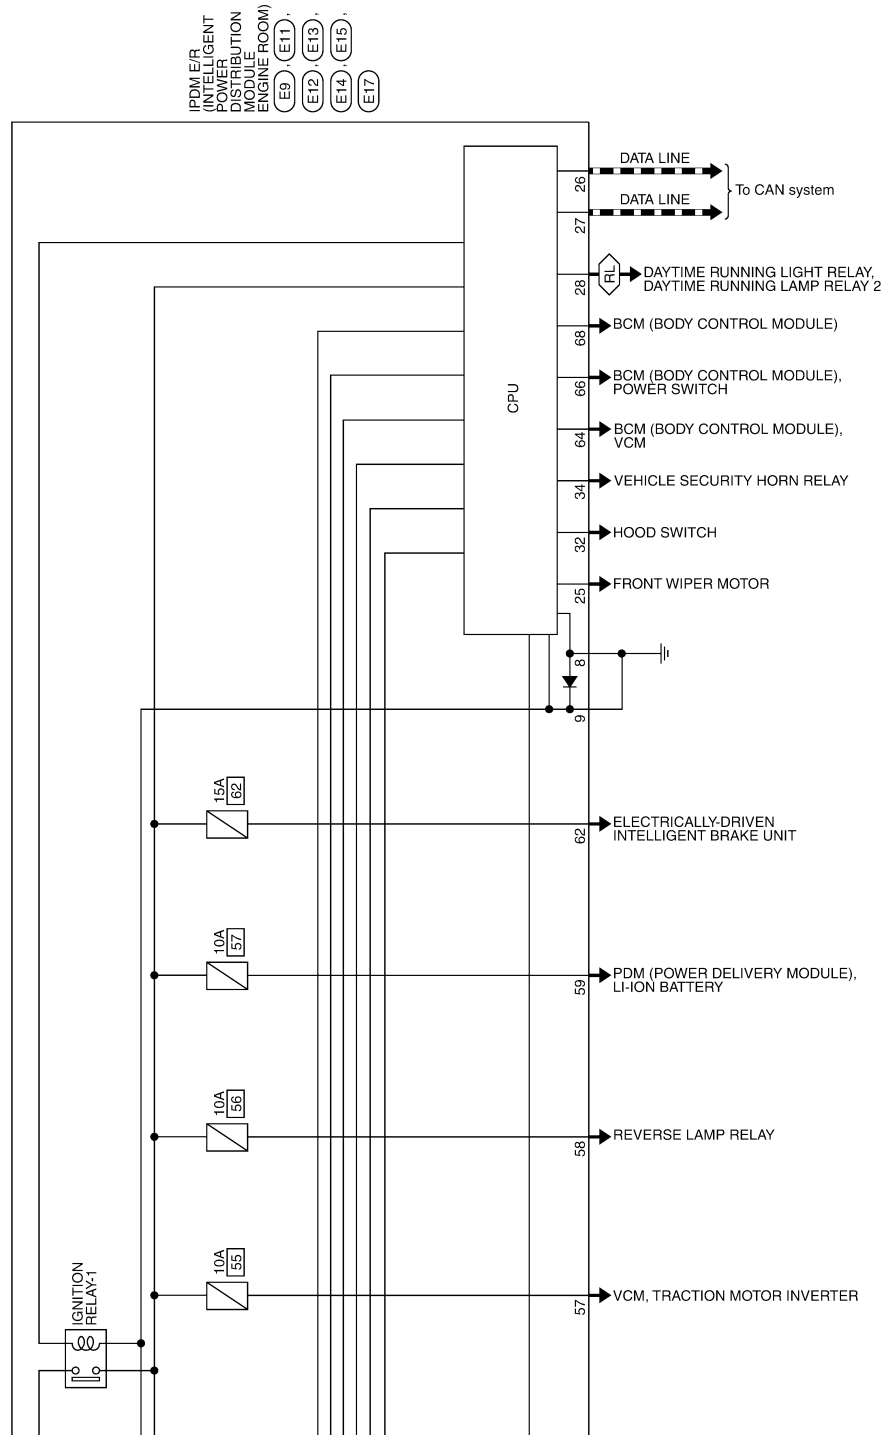 IPDM E/R
(INTELLIGENT
POWER
DISTRIBUTION
MODULE
ENGINE ROOM)
E9 , E11 ,
E12 , E13 ,
E14 , E15 ,
E17
CPU
26
DATA LINE
27
DATA LINE
To CAN system
28
RL
DAYTIME RUNNING LIGHT RELAY,
DAYTIME RUNNING LAMP RELAY 2
68
BCM (BODY CONTROL MODULE)
66
BCM (BODY CONTROL MODULE),
POWER SWITCH
64
BCM (BODY CONTROL MODULE),
VCM
34
VEHICLE SECURITY HORN RELAY
32
HOOD SWITCH
25
FRONT WIPER MOTOR
8
9
15A
62
62
ELECTRICALLY-DRIVEN
INTELLIGENT BRAKE UNIT
10A
57
59
PDM (POWER DELIVERY MODULE),
LI-ION BATTERY
10A
56
58
REVERSE LAMP RELAY
10A
55
57
VCM, TRACTION MOTOR INVERTER
IGNITION
RELAY-1